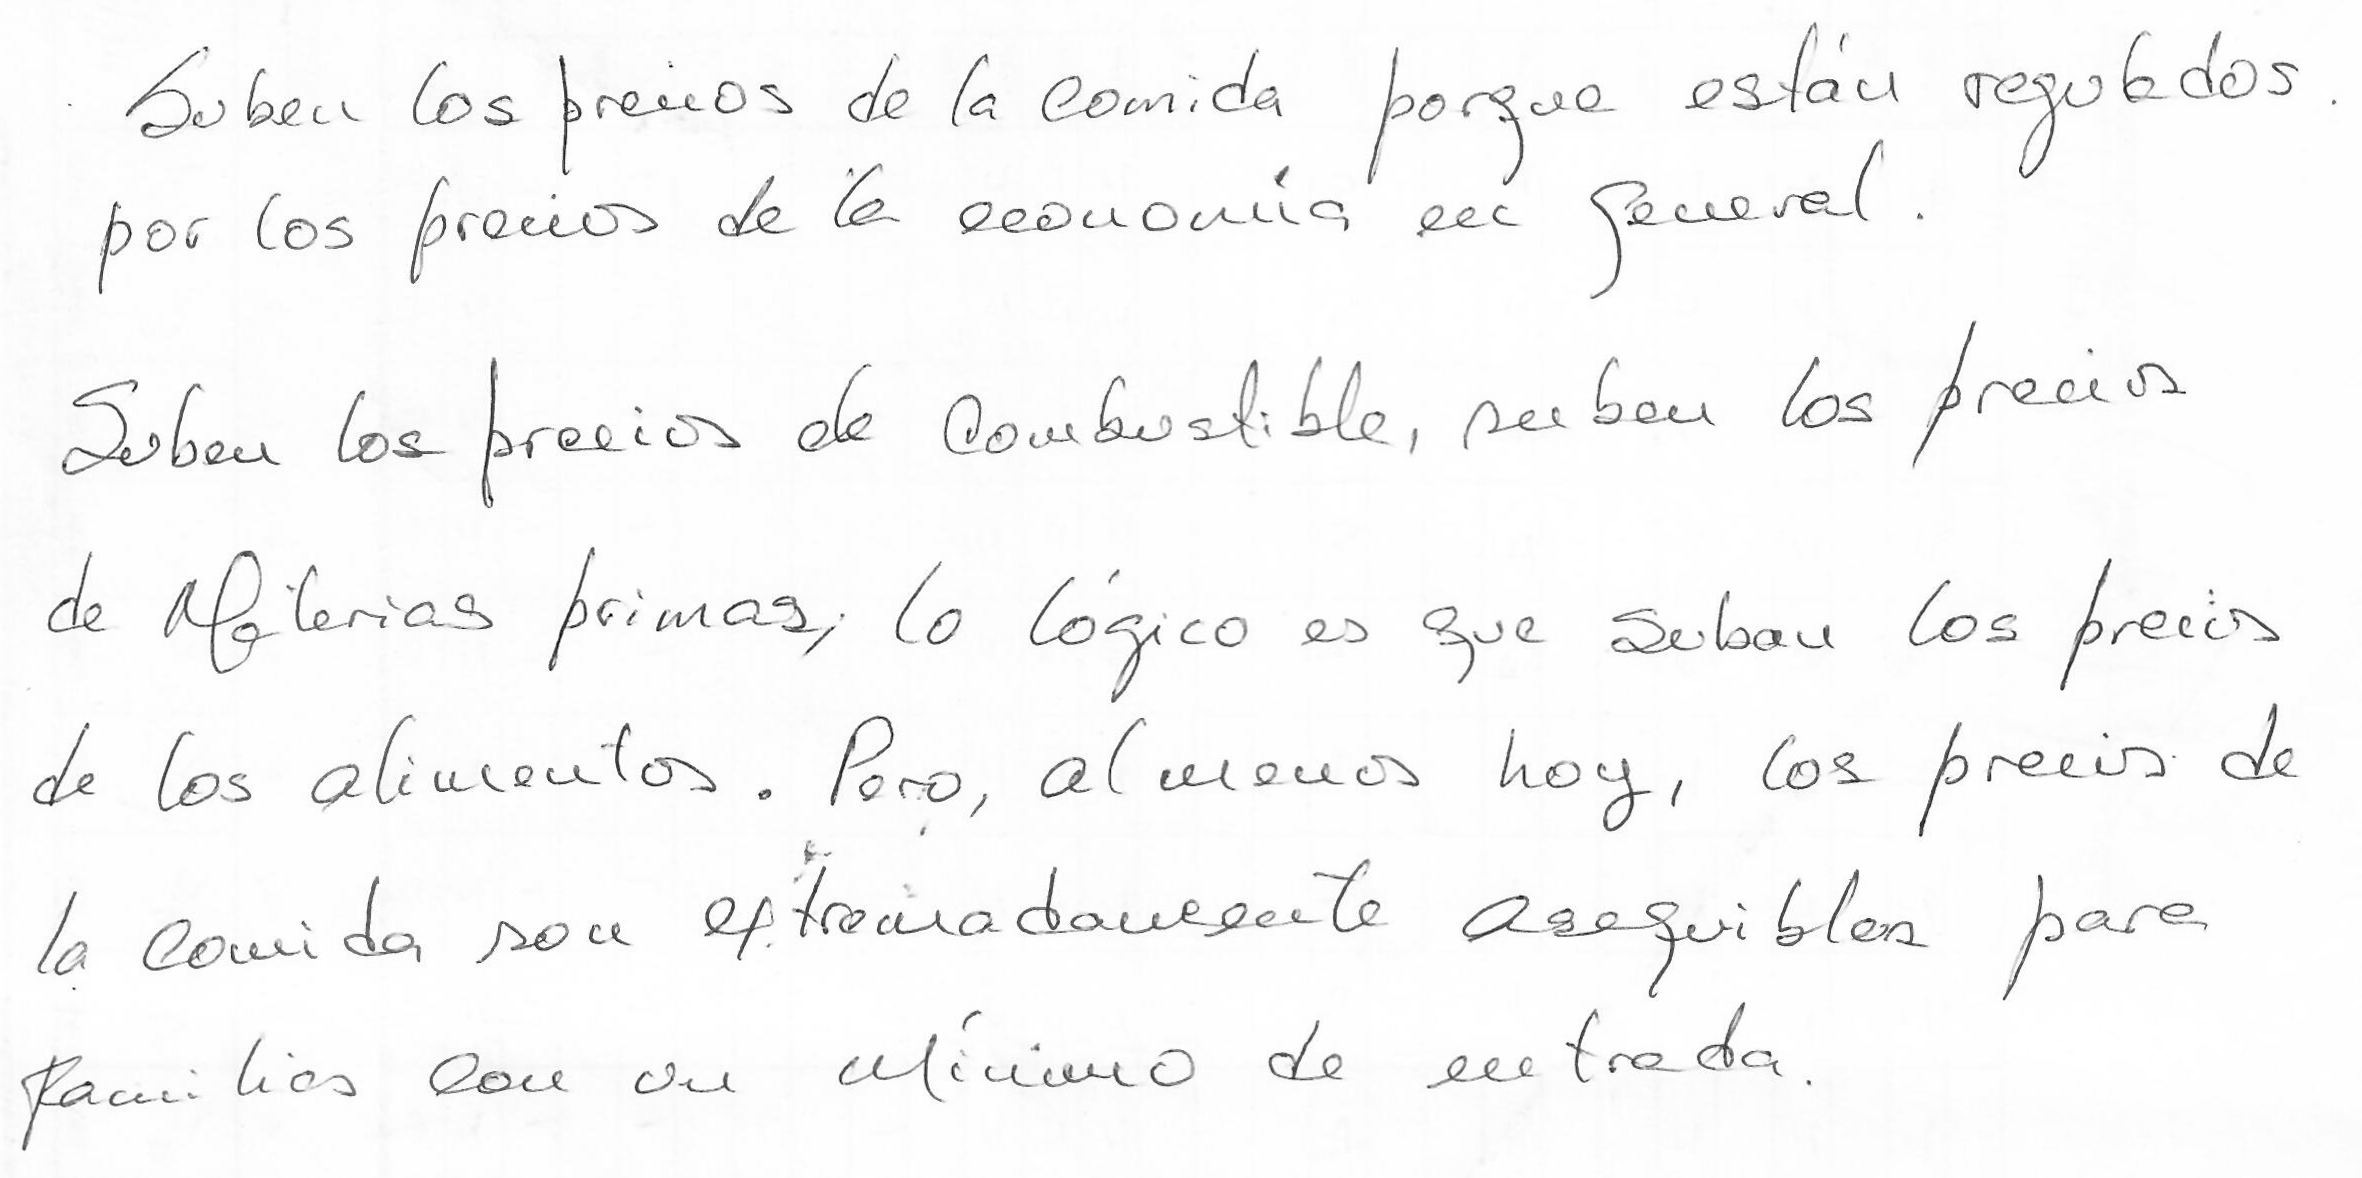 Suben los precios de la comida porque están regulados.
por los precios de la economía en general.
Suben los precios de combustible, suben los precios
de Materias primas, lo lógico es que suban los precios
de los alimentos. Pero, al menos hoy, los precios de
la comida son extremadamente asequibles para
familias con un mínimo de entrada.